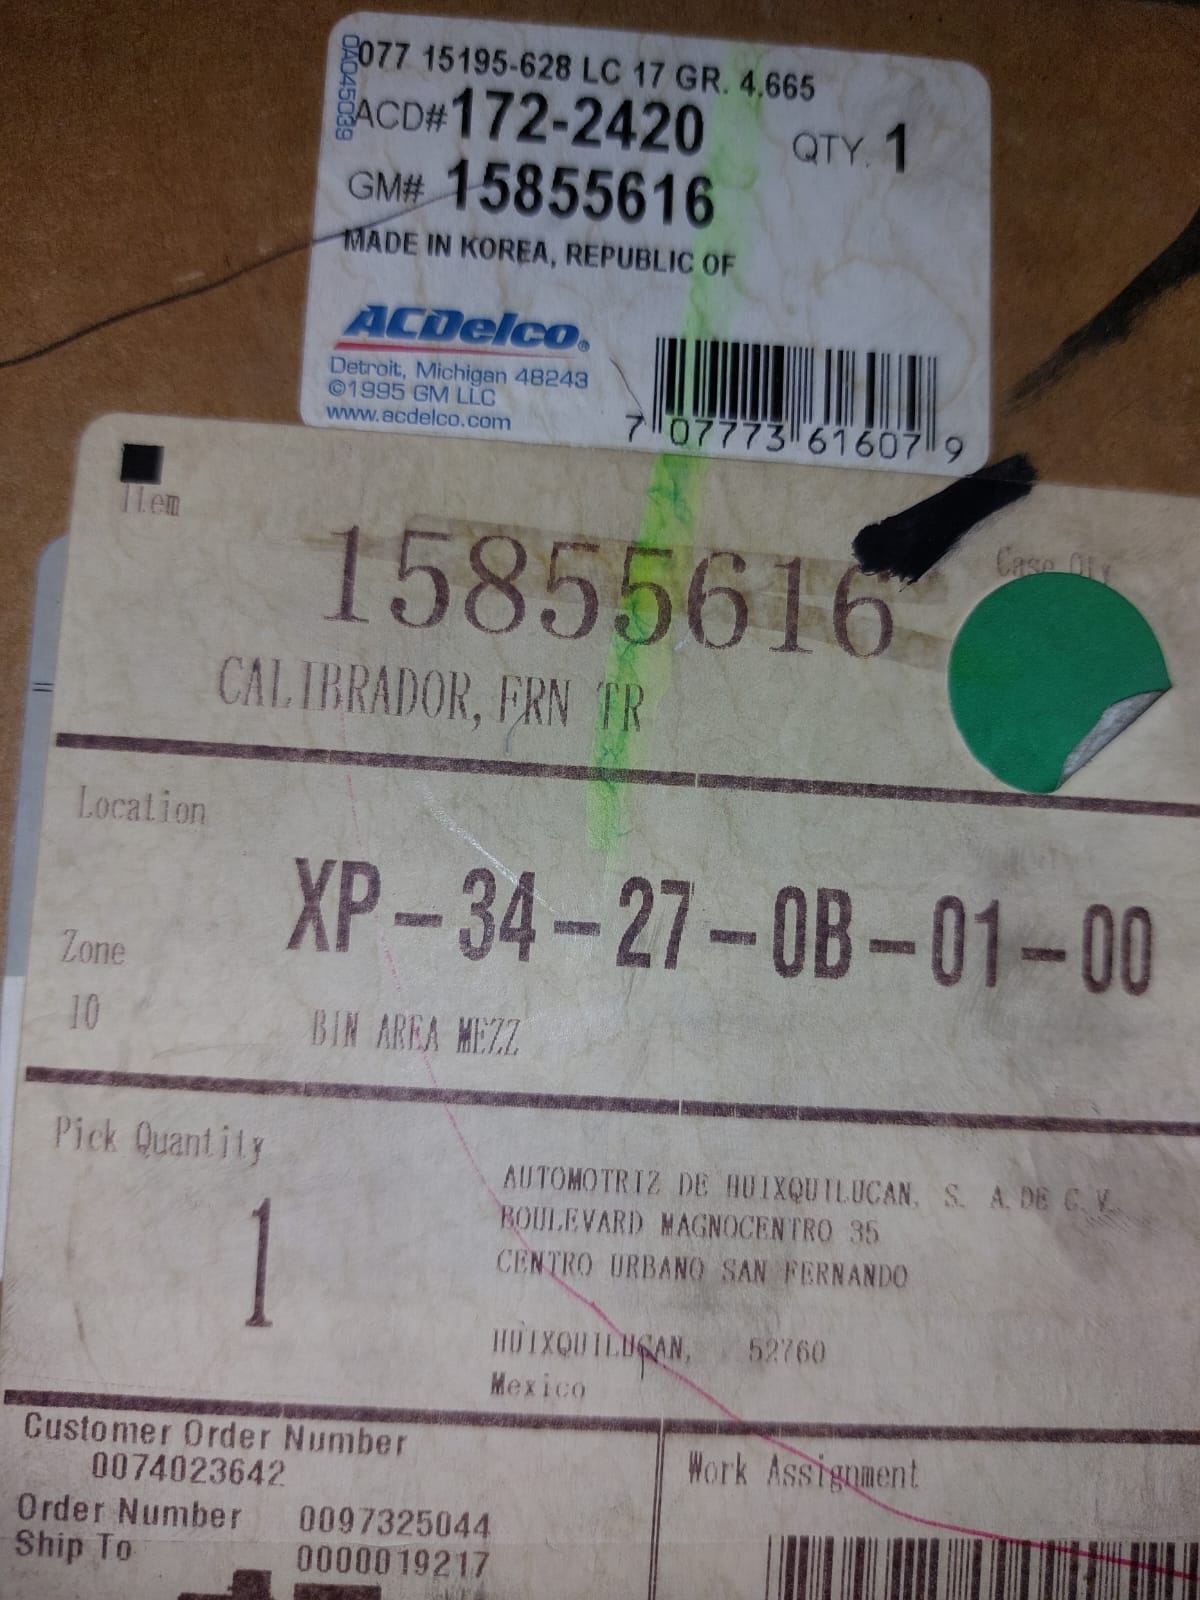 0A045039
077 15195-628 LC 17 GR. 4.665
ACD# 172-2420 QTY. 1
GM# 15855616
MADE IN KOREA, REPUBLIC OF
ACDelco®
Detroit, Michigan 48243
©1995 GM LLC
www.acdelco.com
7 07773 61607 9
Item
15855616
Case Qty
CALIBRADOR, FRN TR
Location
XP-34-27-0B-01-00
Zone
10
BIN AREA MEZZ
Pick Quantity
1
AUTOMOTRIZ DE HUIXQUILUCAN, S. A. DE C.V.
BOULEVARD MAGNOCENTRO 35
CENTRO URBANO SAN FERNANDO
HUIXQUILUCAN, 52760
Mexico
Customer Order Number
0074023642
Order Number 0097325044
Ship To 0000019217
Work Assignment